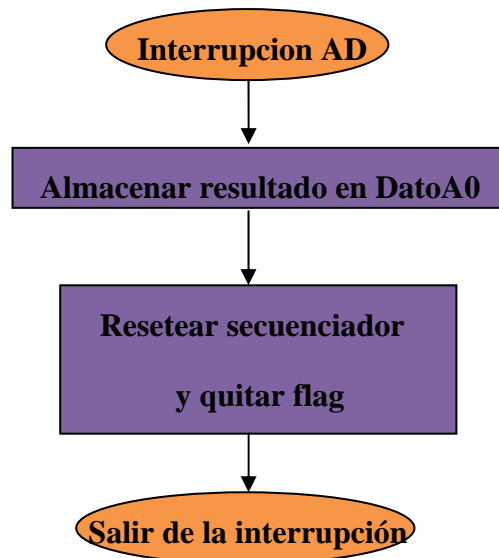 Interrupcion AD
Almacenar resultado en DatoA0
Resetear secuenciador
y quitar flag
Salir de la interrupción